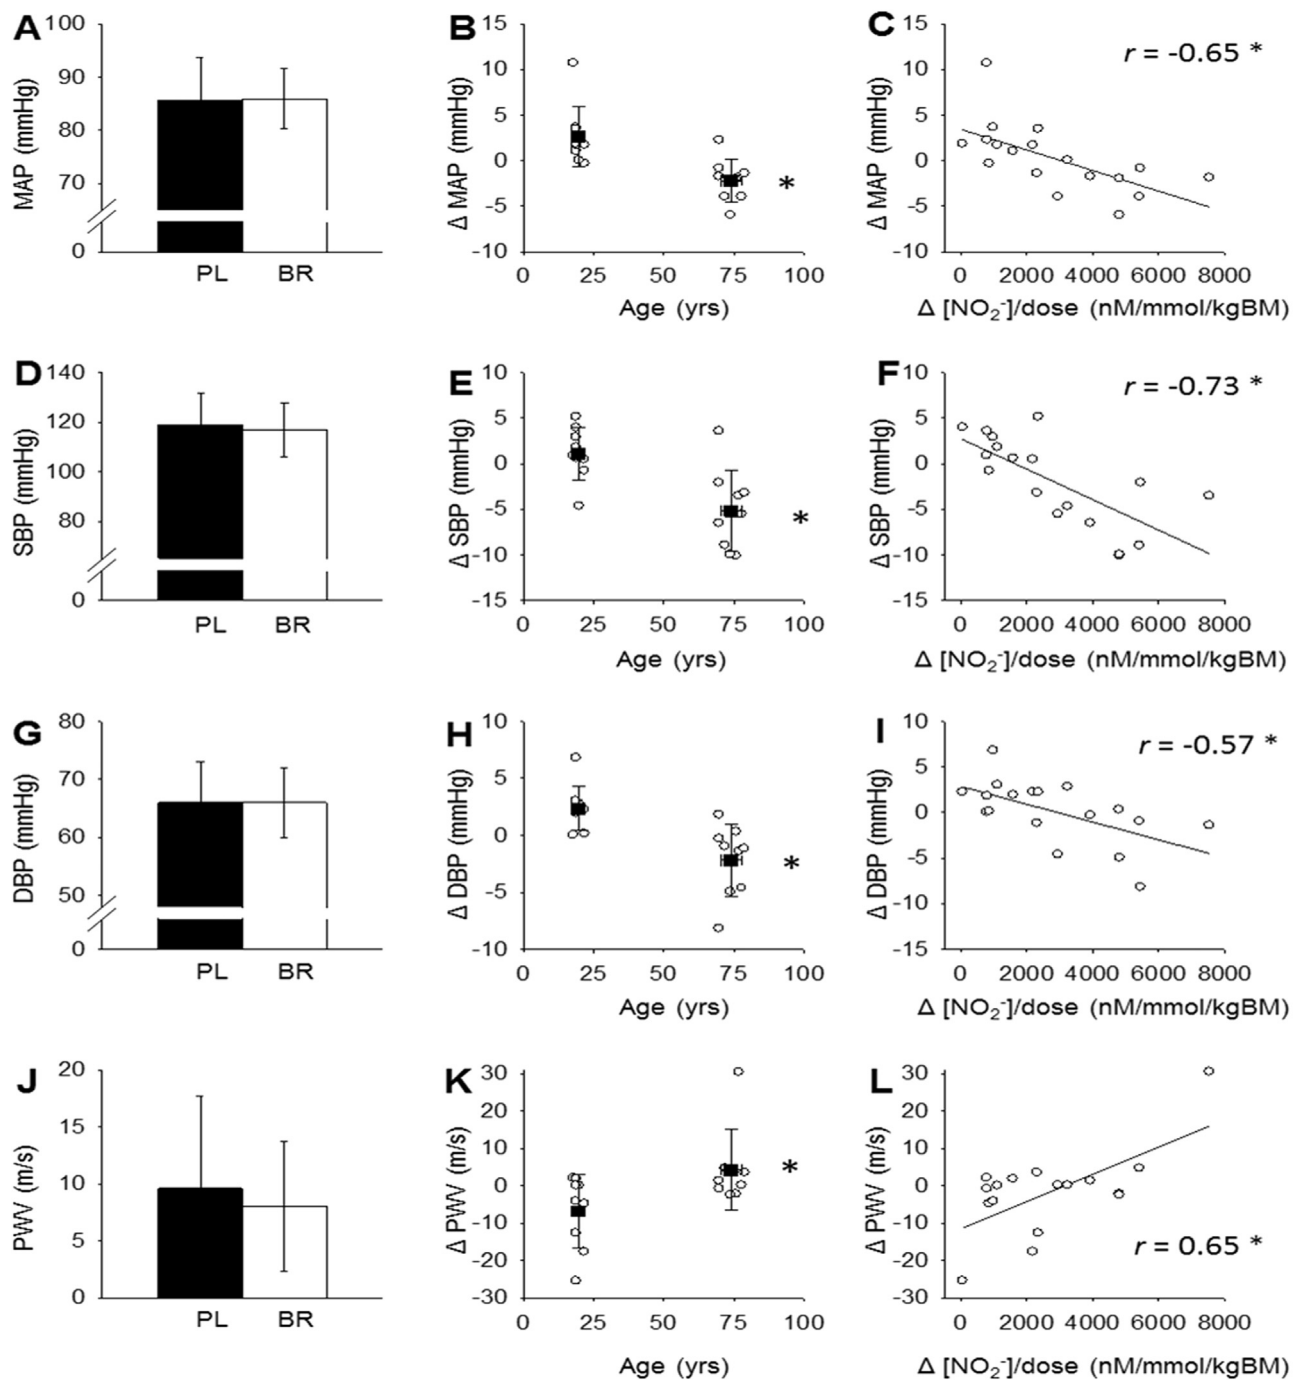 A
MAP (mmHg)
100
90
80
70
0
PL BR
B
Δ MAP (mmHg)
15
10
5
0
-5
-10
*
0 25 50 75 100
Age (yrs)
C
Δ MAP (mmHg)
15
10
5
0
-5
-10
r = -0.65 *
0 2000 4000 6000 8000
Δ [NO₂⁻]/dose (nM/mmol/kgBM)
D
SBP (mmHg)
140
120
100
80
0
PL BR
E
Δ SBP (mmHg)
10
5
0
-5
-10
-15
*
0 25 50 75 100
Age (yrs)
F
Δ SBP (mmHg)
10
5
0
-5
-10
-15
r = -0.73 *
0 2000 4000 6000 8000
Δ [NO₂⁻]/dose (nM/mmol/kgBM)
G
DBP (mmHg)
80
70
60
50
0
PL BR
H
Δ DBP (mmHg)
10
5
0
-5
-10
*
0 25 50 75 100
Age (yrs)
I
Δ DBP (mmHg)
10
5
0
-5
-10
-15
r = -0.57 *
0 2000 4000 6000 8000
Δ [NO₂⁻]/dose (nM/mmol/kgBM)
J
PWV (m/s)
20
15
10
5
0
PL BR
K
Δ PWV (m/s)
30
20
10
0
-10
-20
-30
*
0 25 50 75 100
Age (yrs)
L
Δ PWV (m/s)
30
20
10
0
-10
-20
-30
r = 0.65 *
0 2000 4000 6000 8000
Δ [NO₂⁻]/dose (nM/mmol/kgBM)